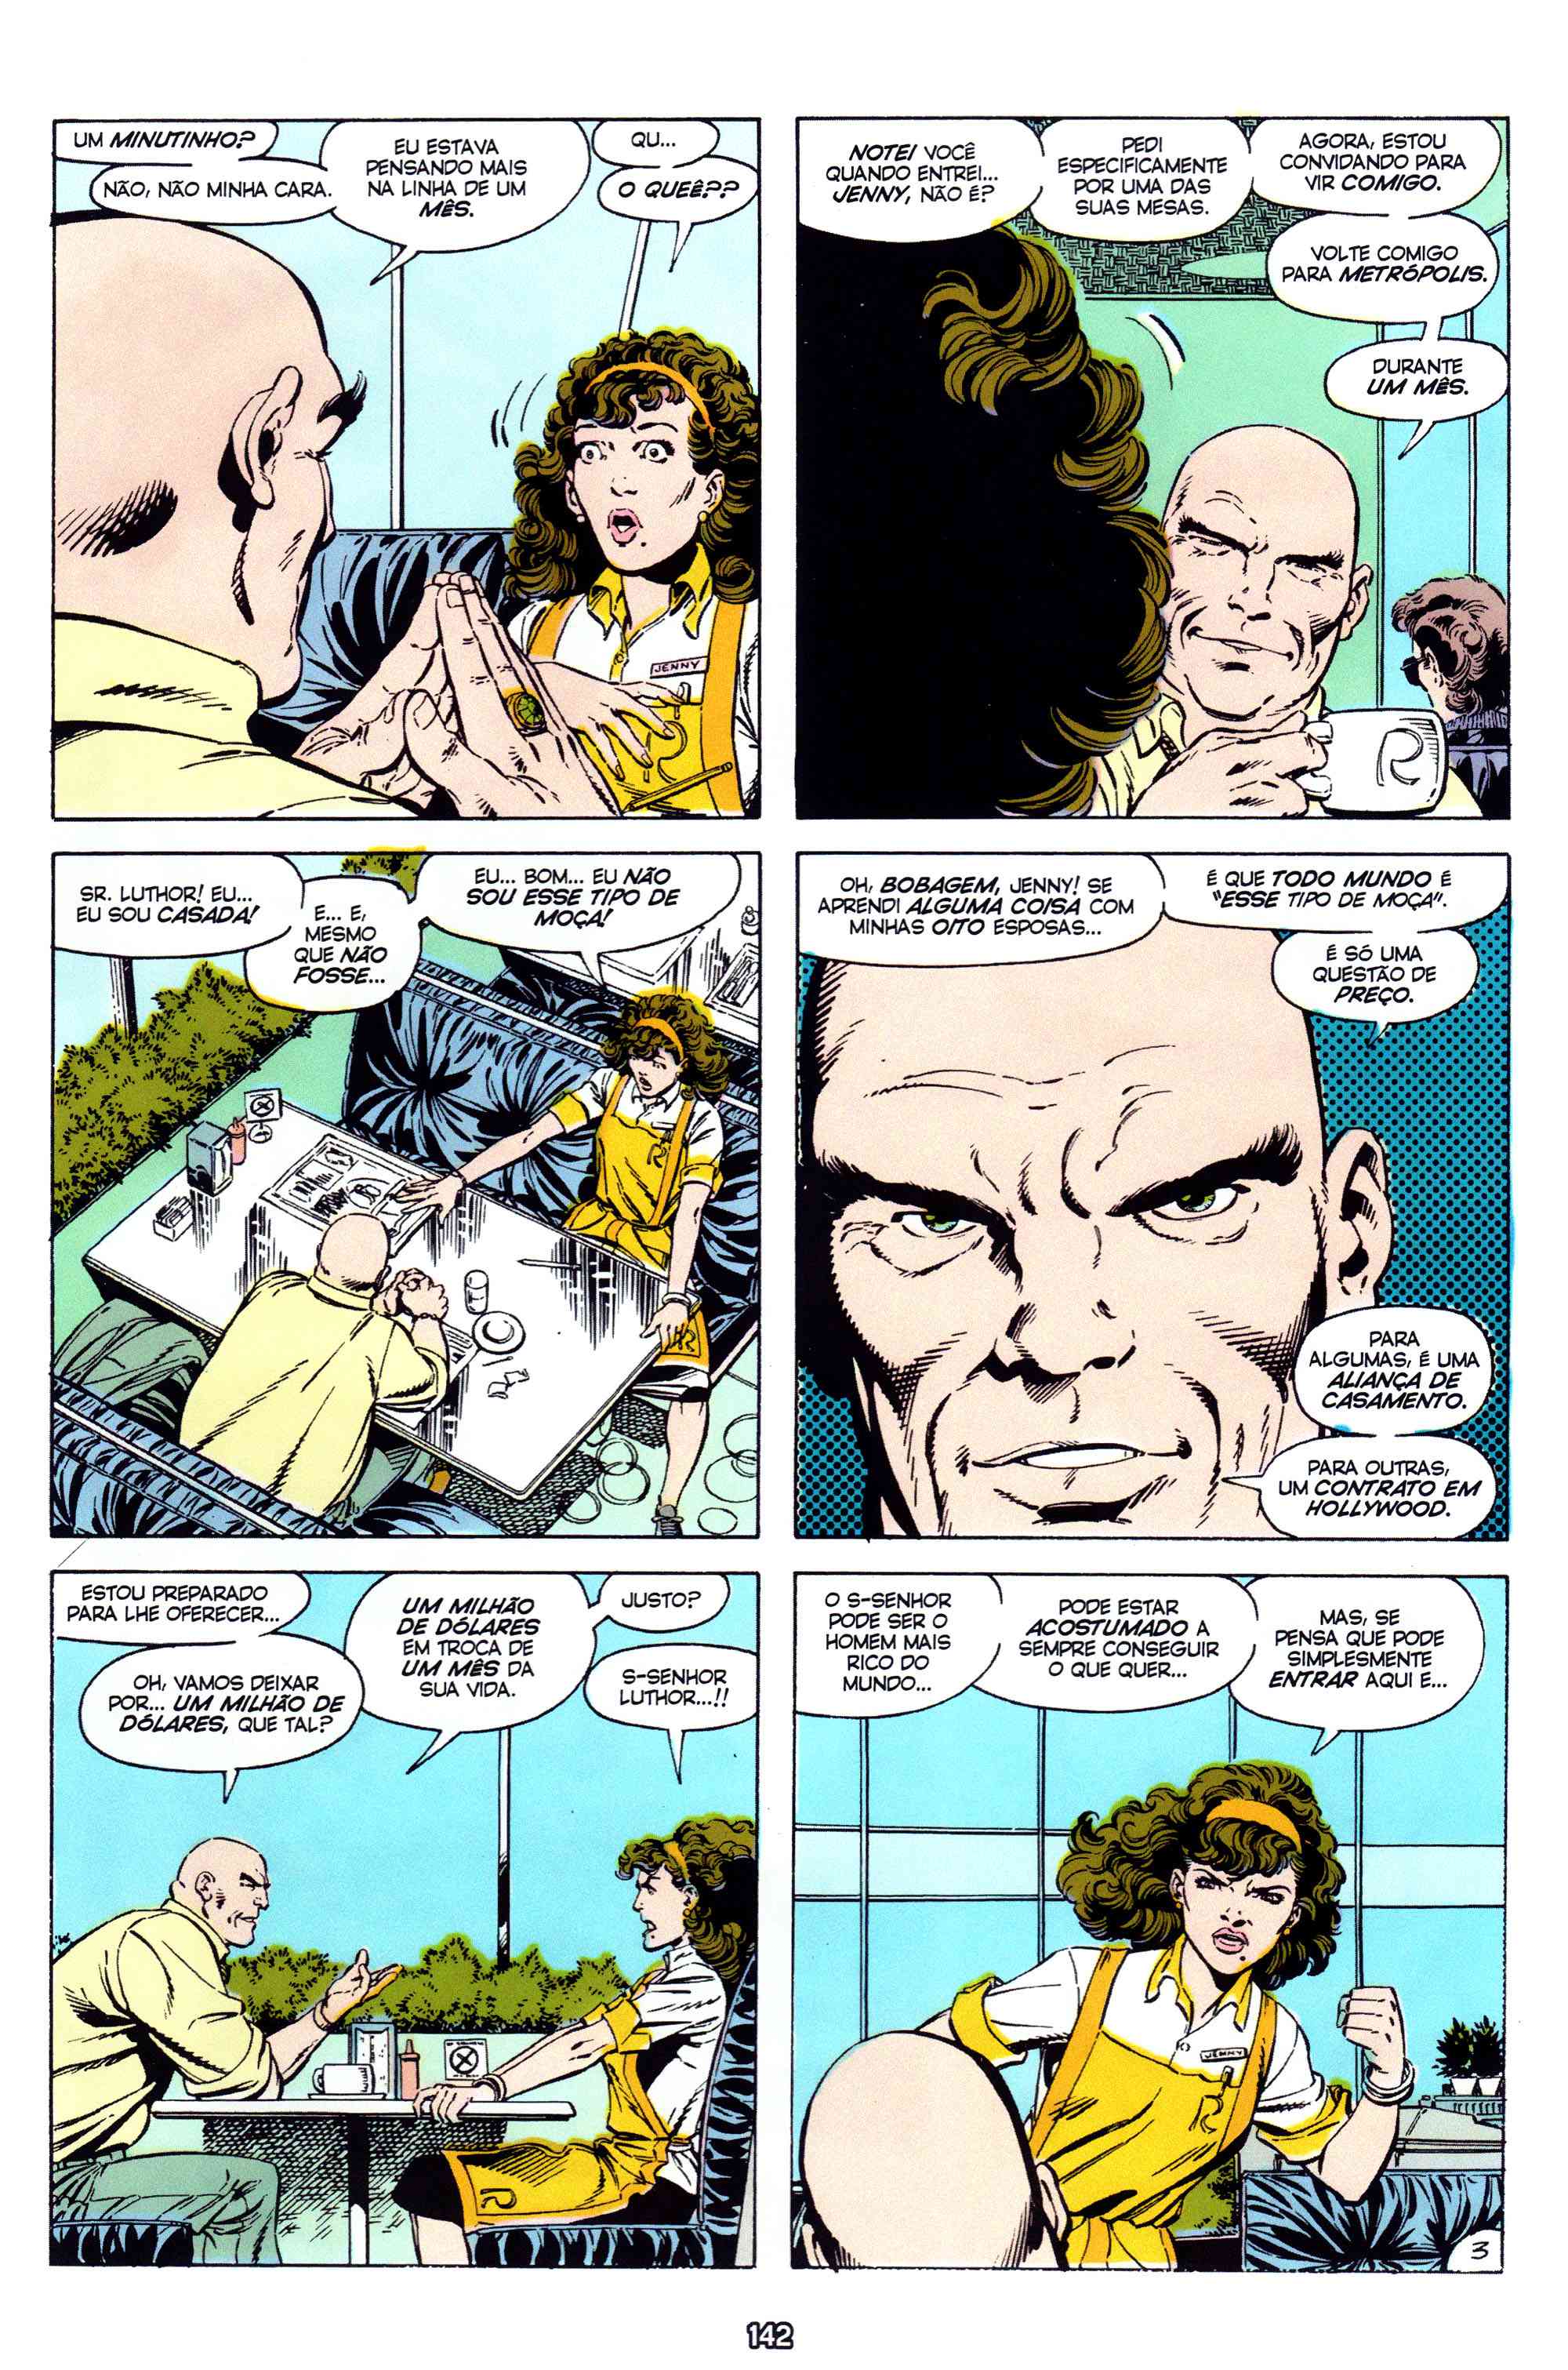 UM MINUTINHO?
NÃO, NÃO MINHA CARA.
EU ESTAVA
PENSANDO MAIS
NA LINHA DE UM
MÊS.
QU...
O QUEÊ??
JENNY
R
NOTEI VOCÊ
QUANDO ENTREI...
JENNY, NÃO É?
PEDI
ESPECIFICAMENTE
POR UMA DAS
SUAS MESAS.
AGORA, ESTOU
CONVIDANDO PARA
VIR COMIGO.
VOLTE COMIGO
PARA METRÓPOLIS.
DURANTE
UM MÊS.
R
SR. LUTHOR! EU...
EU SOU CASADA!
E... E,
MESMO
QUE NÃO
FOSSE...
EU... BOM... EU NÃO
SOU ESSE TIPO DE
MOÇA!
R
R
OH, BOBAGEM, JENNY! SE
APRENDI ALGUMA COISA COM
MINHAS OITO ESPOSAS...
É QUE TODO MUNDO É
"ESSE TIPO DE MOÇA".
É SÓ UMA
QUESTÃO DE
PREÇO.
PARA
ALGUMAS, É UMA
ALIANÇA DE
CASAMENTO.
PARA OUTRAS,
UM CONTRATO EM
HOLLYWOOD.
ESTOU PREPARADO
PARA LHE OFERECER...
OH, VAMOS DEIXAR
POR... UM MILHÃO DE
DÓLARES, QUE TAL?
UM MILHÃO
DE DÓLARES
EM TROCA DE
UM MÊS DA
SUA VIDA.
JUSTO?
S-SENHOR
LUTHOR...!!
R
O S-SENHOR
PODE SER O
HOMEM MAIS
RICO DO
MUNDO...
PODE ESTAR
ACOSTUMADO A
SEMPRE CONSEGUIR
O QUE QUER...
MAS, SE
PENSA QUE PODE
SIMPLESMENTE
ENTRAR AQUI E...
JENNY
R
3
142